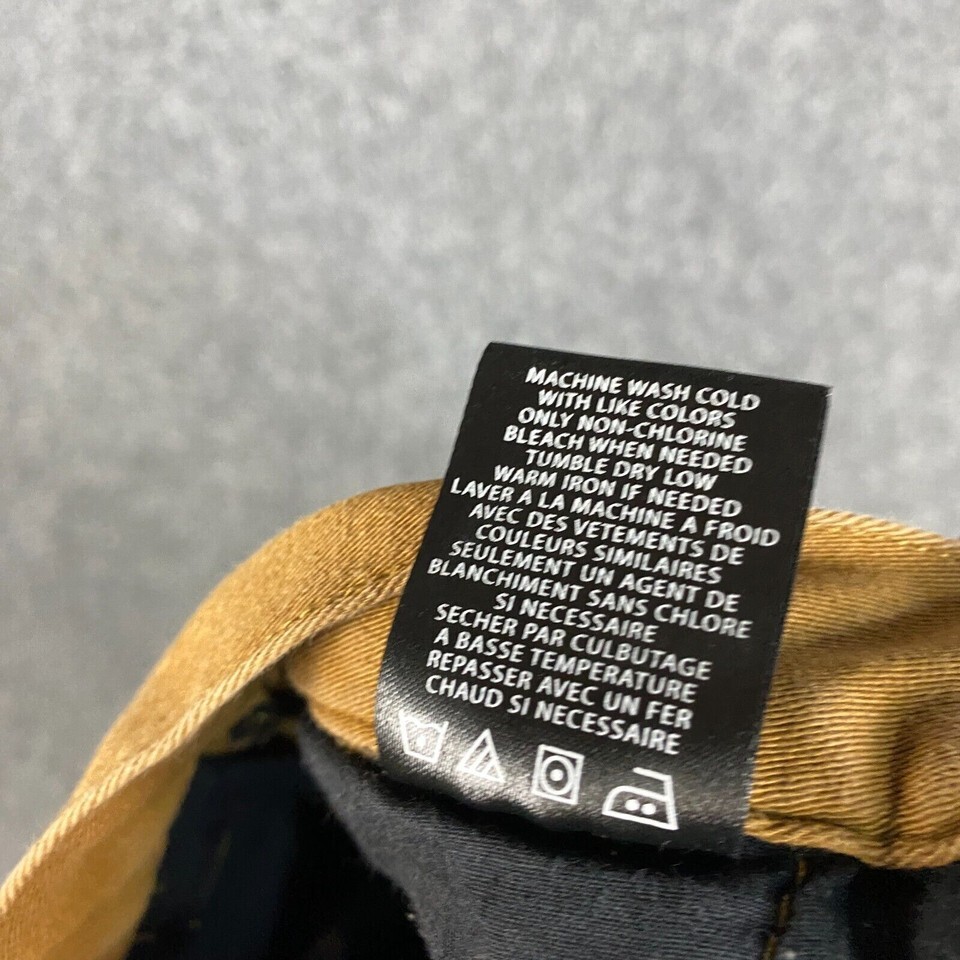 MACHINE WASH COLD
WITH LIKE COLORS
ONLY NON-CHLORINE
BLEACH WHEN NEEDED
TUMBLE DRY LOW
WARM IRON IF NEEDED
LAVER A LA MACHINE A FROID
AVEC DES VETEMENTS DE
COULEURS SIMILAIRES
SEULEMENT UN AGENT DE
BLANCHIMENT SANS CHLORE
SI NECESSAIRE
SECHER PAR CULBUTAGE
A BASSE TEMPERATURE
REPASSER AVEC UN FER
CHAUD SI NECESSAIRE